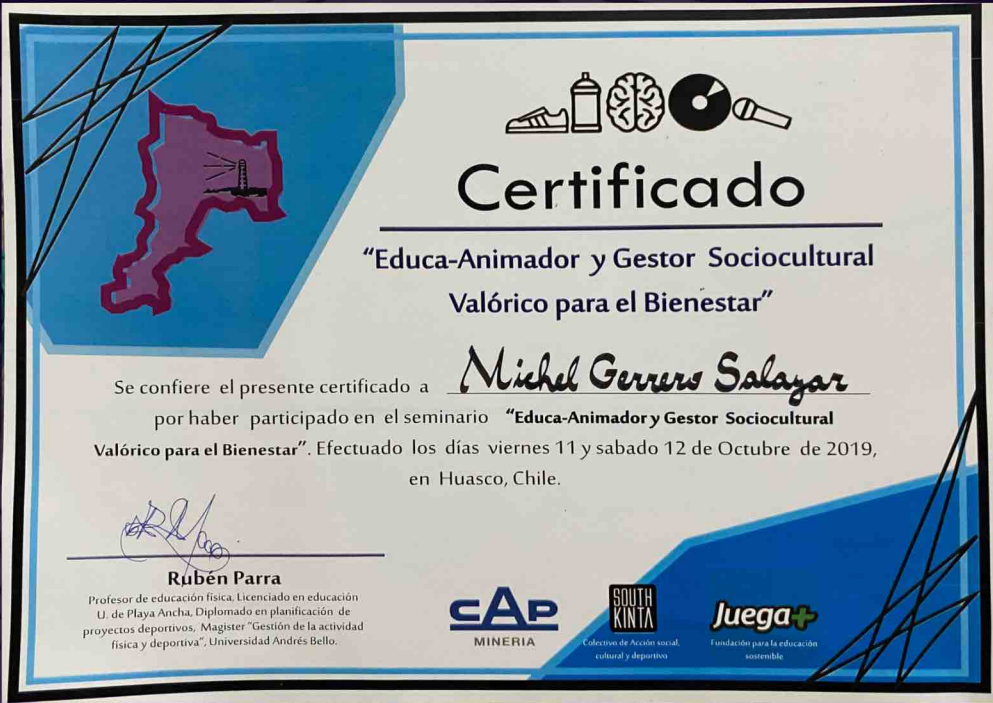 Certificado
“Educa-Animador y Gestor Sociocultural
Valórico para el Bienestar”
Se confiere el presente certificado a Michel Gerrero Salazar
por haber participado en el seminario “Educa-Animador y Gestor Sociocultural
Valórico para el Bienestar”. Efectuado los días viernes 11 y sabado 12 de Octubre de 2019,
en Huasco, Chile.
Rubén Parra
Profesor de educación física, Licenciado en educación
U. de Playa Ancha, Diplomado en planificación de
proyectos deportivos, Magister “Gestión de la actividad
física y deportiva”, Universidad Andrés Bello.
CAP
MINERIA
SOUTH
KINTA
Colectivo de Acción social,
cultural y deportivo
Juega+
Fundación para la educación
sostenible